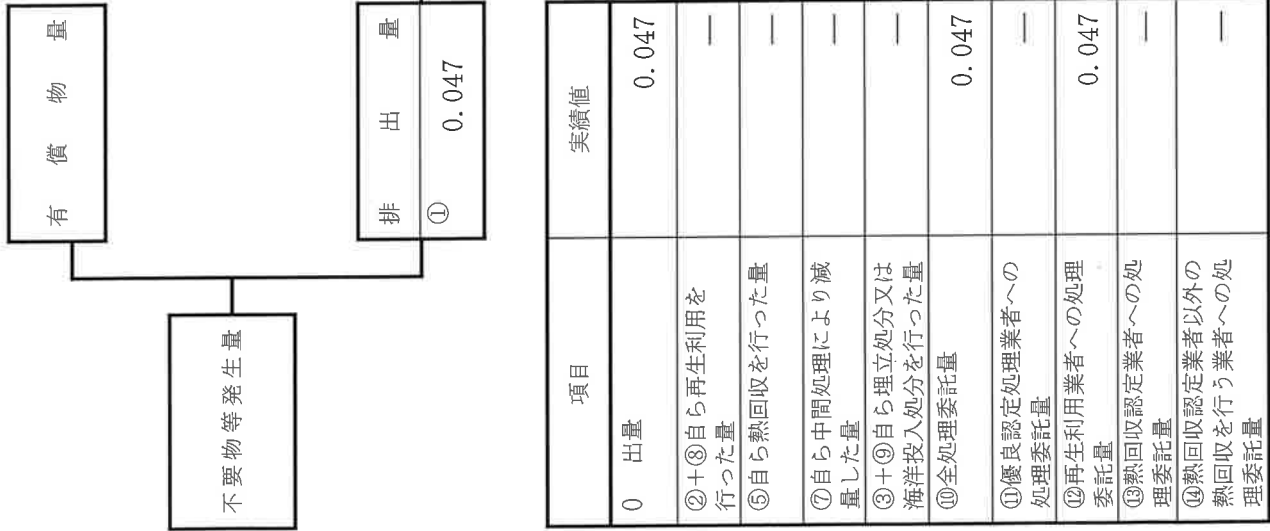 有償物量
不要物等発生量
排出量
①
0.047
項目
実績値
0 出量
0.047
②+⑧自ら再生利用を
行った量
—
⑤自ら熱回収を行った量
—
⑦自ら中間処理により減
量した量
—
③+⑨自ら埋立処分又は
海洋投入処分を行った量
—
⑩全処理委託量
0.047
⑪優良認定処理業者への
処理委託量
—
⑫再生利用業者への処理
委託量
0.047
⑬熱回収認定業者への処
理委託量
—
⑭熱回収認定業者以外の
熱回収を行う業者への処
理委託量
—